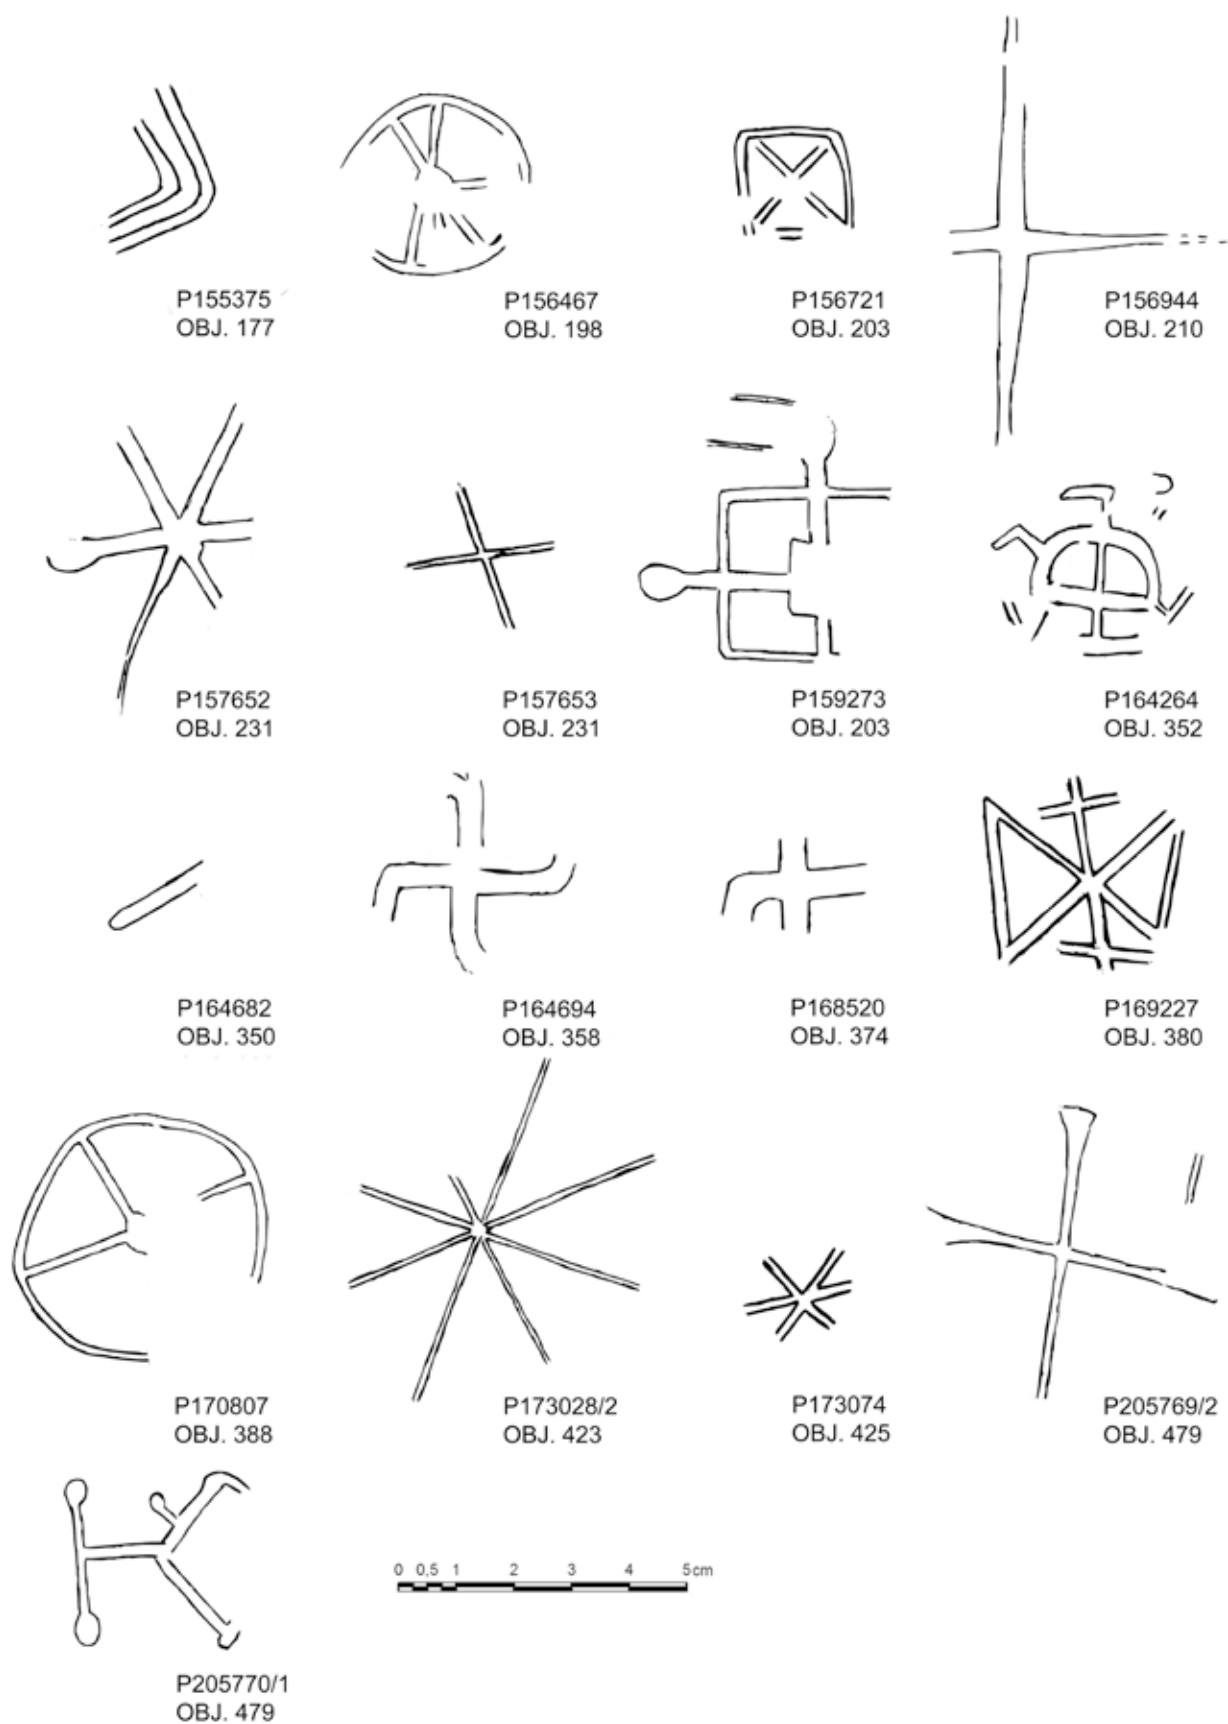 P155375
OBJ. 177
P156467
OBJ. 198
P156721
OBJ. 203
P156944
OBJ. 210
P157652
OBJ. 231
P157653
OBJ. 231
P159273
OBJ. 203
P164264
OBJ. 352
P164682
OBJ. 350
P164694
OBJ. 358
P168520
OBJ. 374
P169227
OBJ. 380
P170807
OBJ. 388
P173028/2
OBJ. 423
P173074
OBJ. 425
P205769/2
OBJ. 479
P205770/1
OBJ. 479
0 0,5 1 2 3 4 5 cm